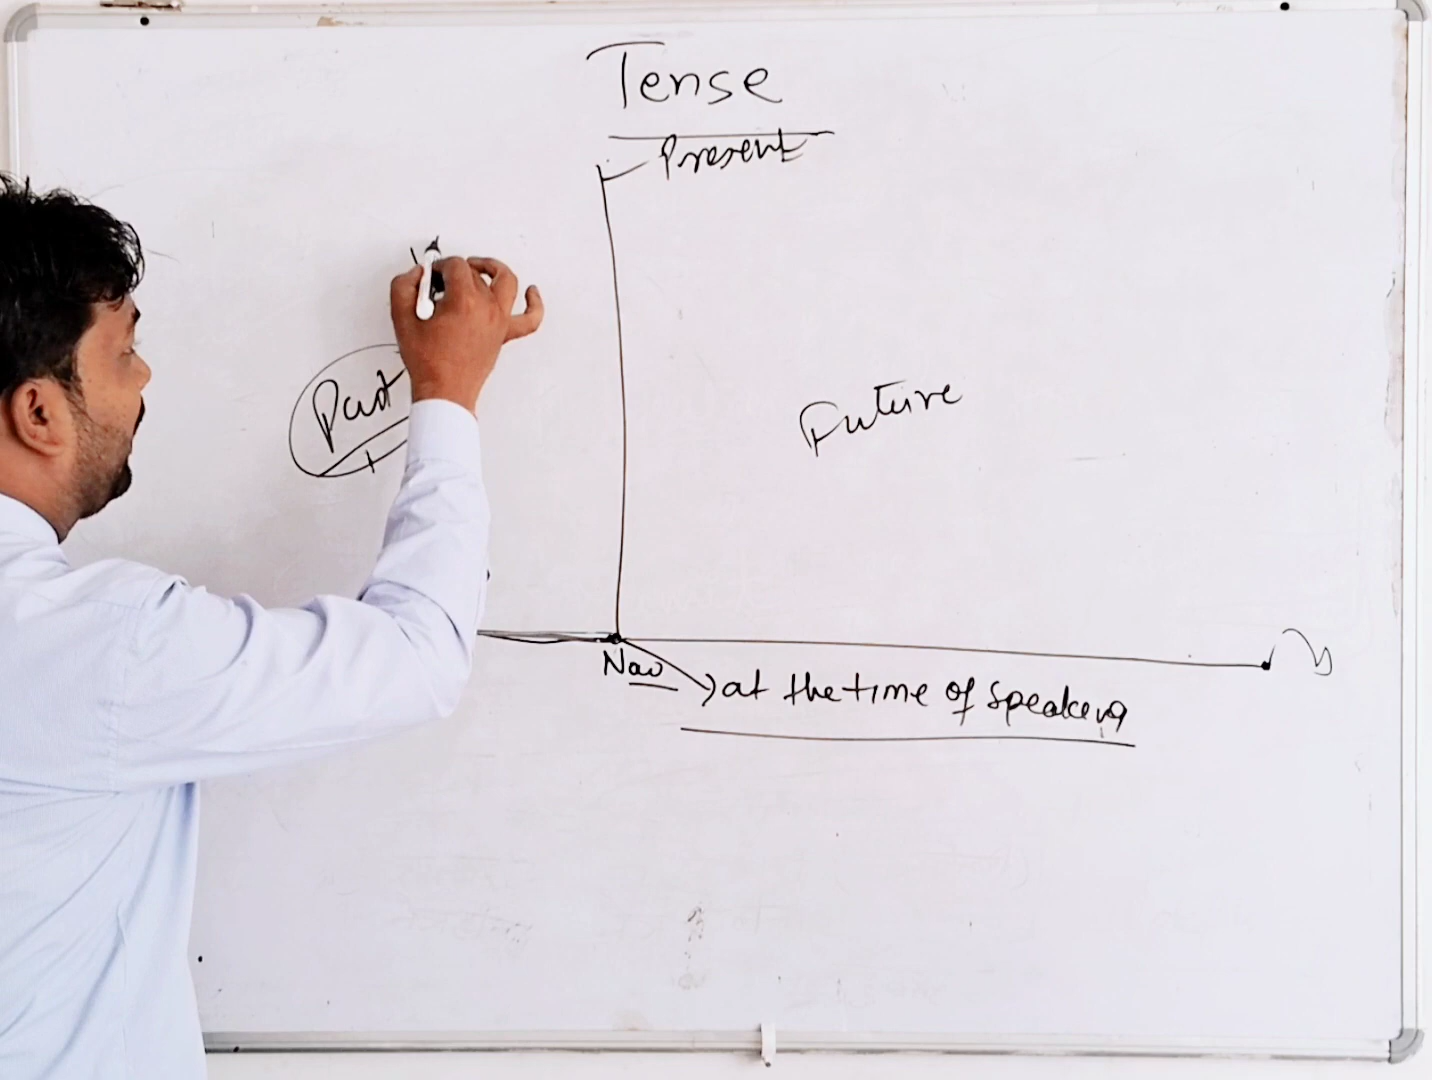 Tense
Present
Past
Future
Now
at the time of speaking